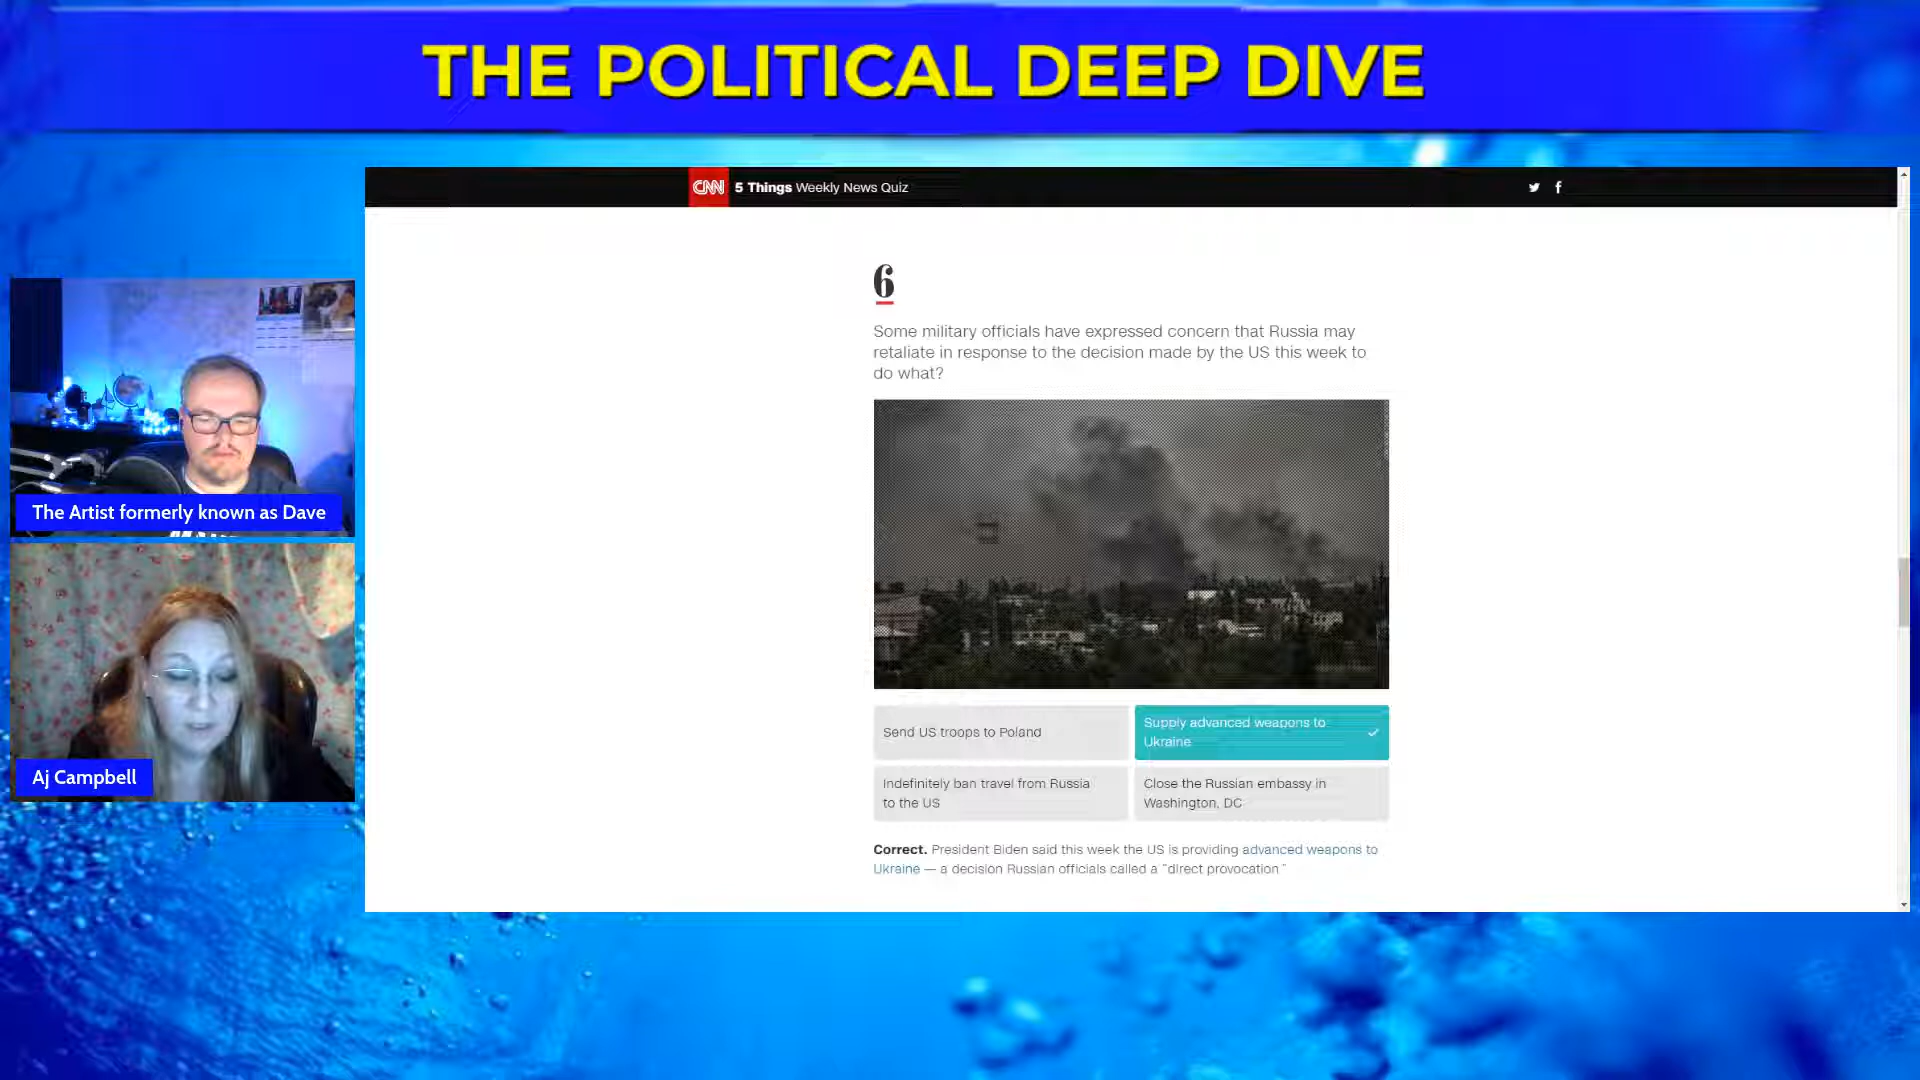 THE POLITICAL DEEP DIVE
CNN 5 Things Weekly News Quiz
6
Some military officials have expressed concern that Russia may
retaliate in response to the decision made by the US this week to
do what?
The Artist formerly known as Dave
Aj Campbell
Send US troops to Poland
Supply advanced weapons to
Ukraine
Indefinitely ban travel from Russia
to the US
Close the Russian embassy in
Washington, DC
Correct. President Biden said this week the US is providing advanced weapons to
Ukraine — a decision Russian officials called a "direct provocation."